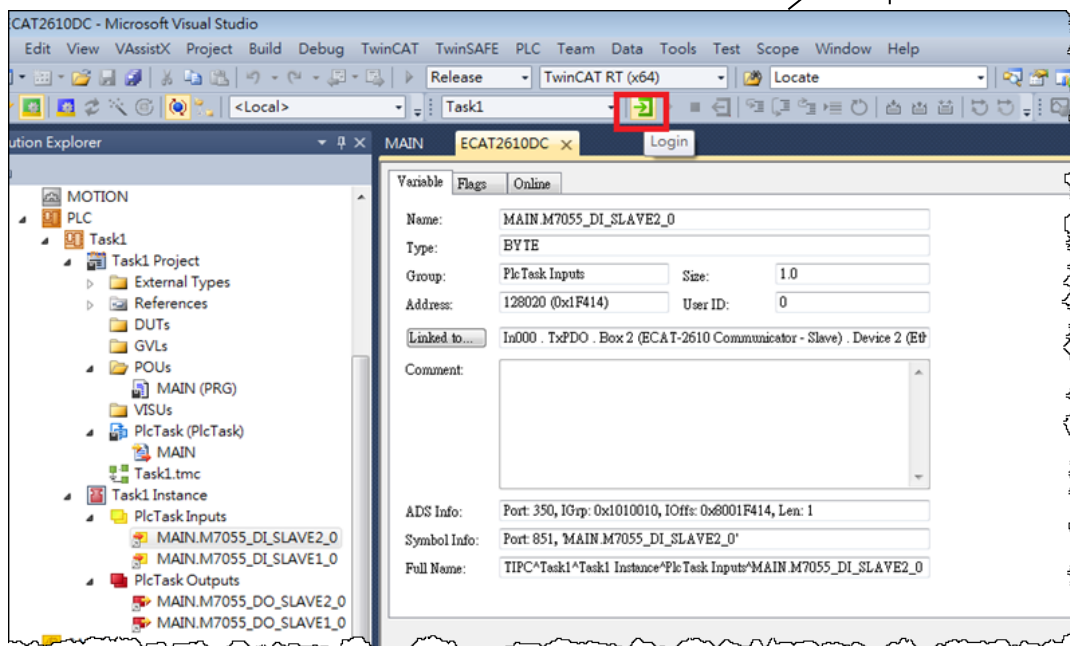 CAT2610DC - Microsoft Visual Studio
Edit View VAssistX Project Build Debug TwinCAT TwinSAFE PLC Team Data Tools Test Scope Window Help
Release TwinCAT RT (x64) Locate
<Local> Task1
ution Explorer
MAIN ECAT2610DC Login
MOTION
PLC
Task1
Task1 Project
External Types
References
DUTs
GVLs
POUs
MAIN (PRG)
VISUs
PlcTask (PlcTask)
MAIN
Task1.tmc
Task1 Instance
PlcTask Inputs
MAIN.M7055_DI_SLAVE2_0
MAIN.M7055_DI_SLAVE1_0
PlcTask Outputs
MAIN.M7055_DO_SLAVE2_0
MAIN.M7055_DO_SLAVE1_0
Variable Flags Online
Name: MAIN.M7055_DI_SLAVE2_0
Type: BYTE
Group: PlcTask Inputs Size: 1.0
Address: 128020 (0x1F414) User ID: 0
Linked to... In000 . TxPDO . Box 2 (ECAT-2610 Communicator - Slave) . Device 2 (Eth
Comment:
ADS Info: Port: 350, IGrp: 0x1010010, IOffs: 0x8001F414, Len: 1
Symbol Info: Port: 851, 'MAIN.M7055_DI_SLAVE2_0'
Full Name: TIPC^Task1^Task1 Instance^PlcTask Inputs^MAIN.M7055_DI_SLAVE2_0